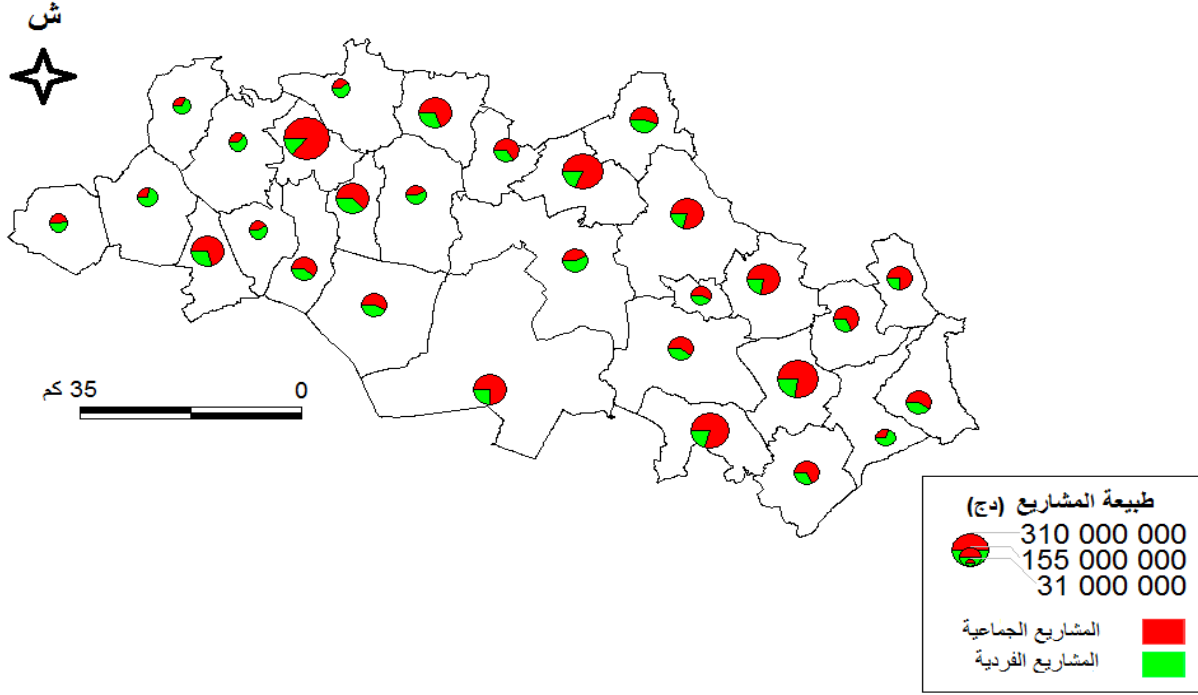 ش
35 كم
0
طبيعة المشاريع (دج)
310 000 000
155 000 000
31 000 000
المشاريع الجماعية
المشاريع الفردية